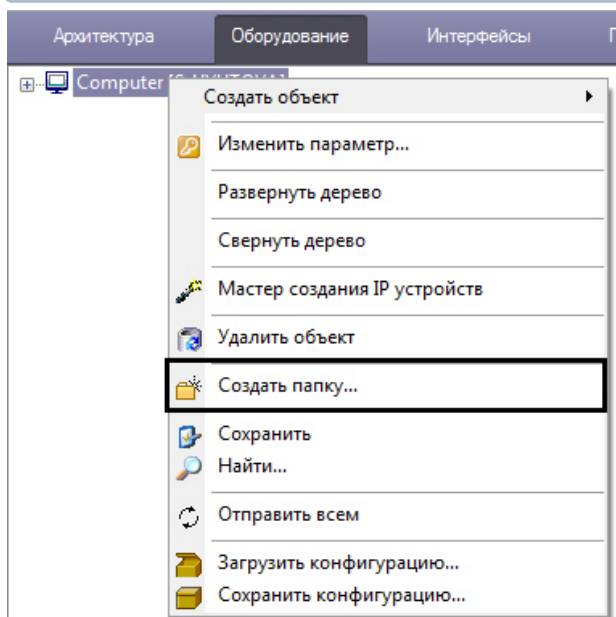 Архитектура Оборудование Интерфейсы
Computer
Создать объект
Изменить параметр...
Развернуть дерево
Свернуть дерево
Мастер создания IP устройств
Удалить объект
Создать папку...
Сохранить
Найти...
Отправить всем
Загрузить конфигурацию...
Сохранить конфигурацию...